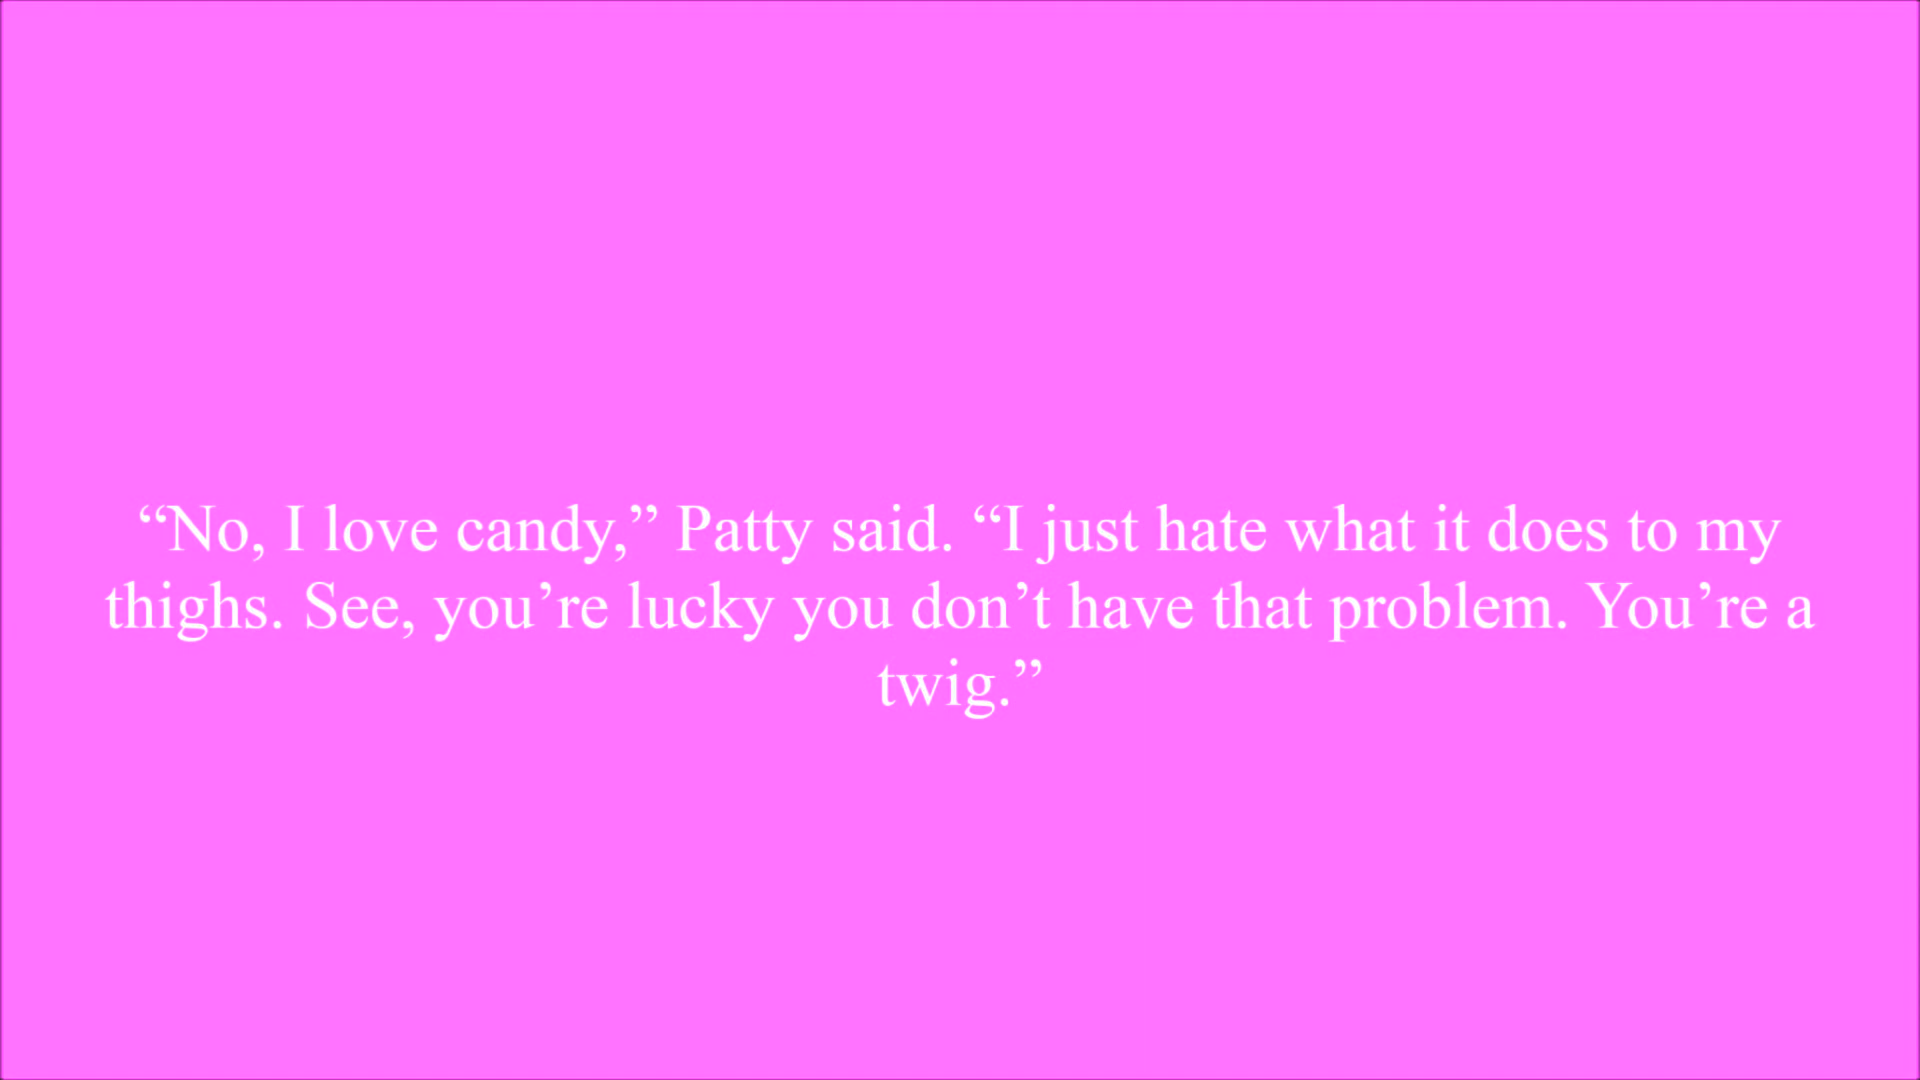 “No, I love candy,” Patty said. “I just hate what it does to my
thighs. See, you’re lucky you don’t have that problem. You’re a
twig.”